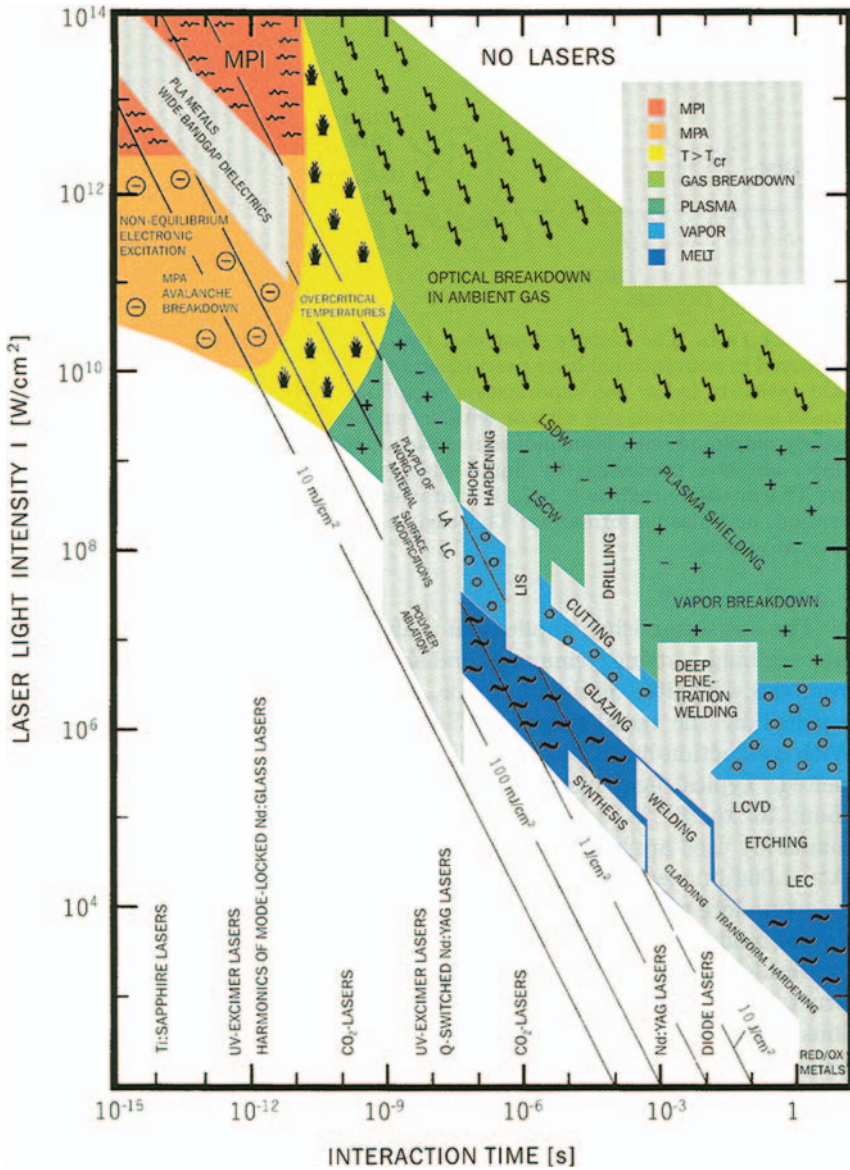 10¹⁴
10¹²
10¹⁰
10⁸
10⁶
10⁴
LASER LIGHT INTENSITY I [W/cm²]
MPI
NO LASERS
MPI
MPA
T > Tcr
GAS BREAKDOWN
PLASMA
VAPOR
MELT
PLA METALS
WIDE-BANDGAP DIELECTRICS
NON-EQUILIBRIUM
ELECTRONIC
EXCITATION
MPA
AVALANCHE
BREAKDOWN
OVERCRITICAL
TEMPERATURES
OPTICAL BREAKDOWN
IN AMBIENT GAS
10 mJ/cm²
PLA/PLD OF
INORG.
MATERIAL
SURFACE
MODIFICATIONS
LA
LC
POLYMER
ABLATION
SHOCK
HARDENING
LSDW
LSCW
PLASMA SHIELDING
LIS
CUTTING
DRILLING
VAPOR BREAKDOWN
GLAZING
DEEP
PENE-
TRATION
WELDING
100 mJ/cm²
SYNTHESIS
WELDING
LCVD
ETCHING
LEC
1 J/cm²
CLADDING
TRANSFORM. HARDENING
Ti:SAPPHIRE LASERS
UV-EXCIMER LASERS
HARMONICS OF MODE-LOCKED Nd:GLASS LASERS
CO₂-LASERS
UV-EXCIMER LASERS
Q-SWITCHED Nd:YAG LASERS
CO₂-LASERS
Nd:YAG LASERS
DIODE LASERS
10 J/cm²
RED/OX
METALS
10⁻¹⁵
10⁻¹²
10⁻⁹
10⁻⁶
10⁻³
1
INTERACTION TIME [s]